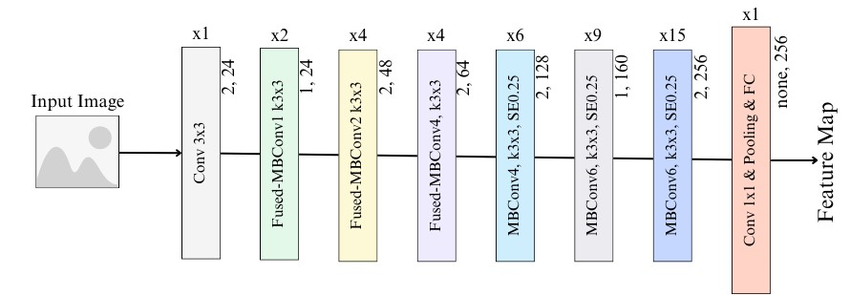 Input Image
x1
Conv 3x3
2, 24
x2
Fused-MBConv1 k3x3
1, 24
x4
Fused-MBConv2 k3x3
2, 48
x4
Fused-MBConv4, k3x3
2, 64
x6
MBConv4, k3x3, SE0.25
2, 128
x9
MBConv6, k3x3, SE0.25
1, 160
x15
MBConv6, k3x3, SE0.25
2, 256
x1
Conv 1x1 & Pooling & FC
none, 256
Feature Map